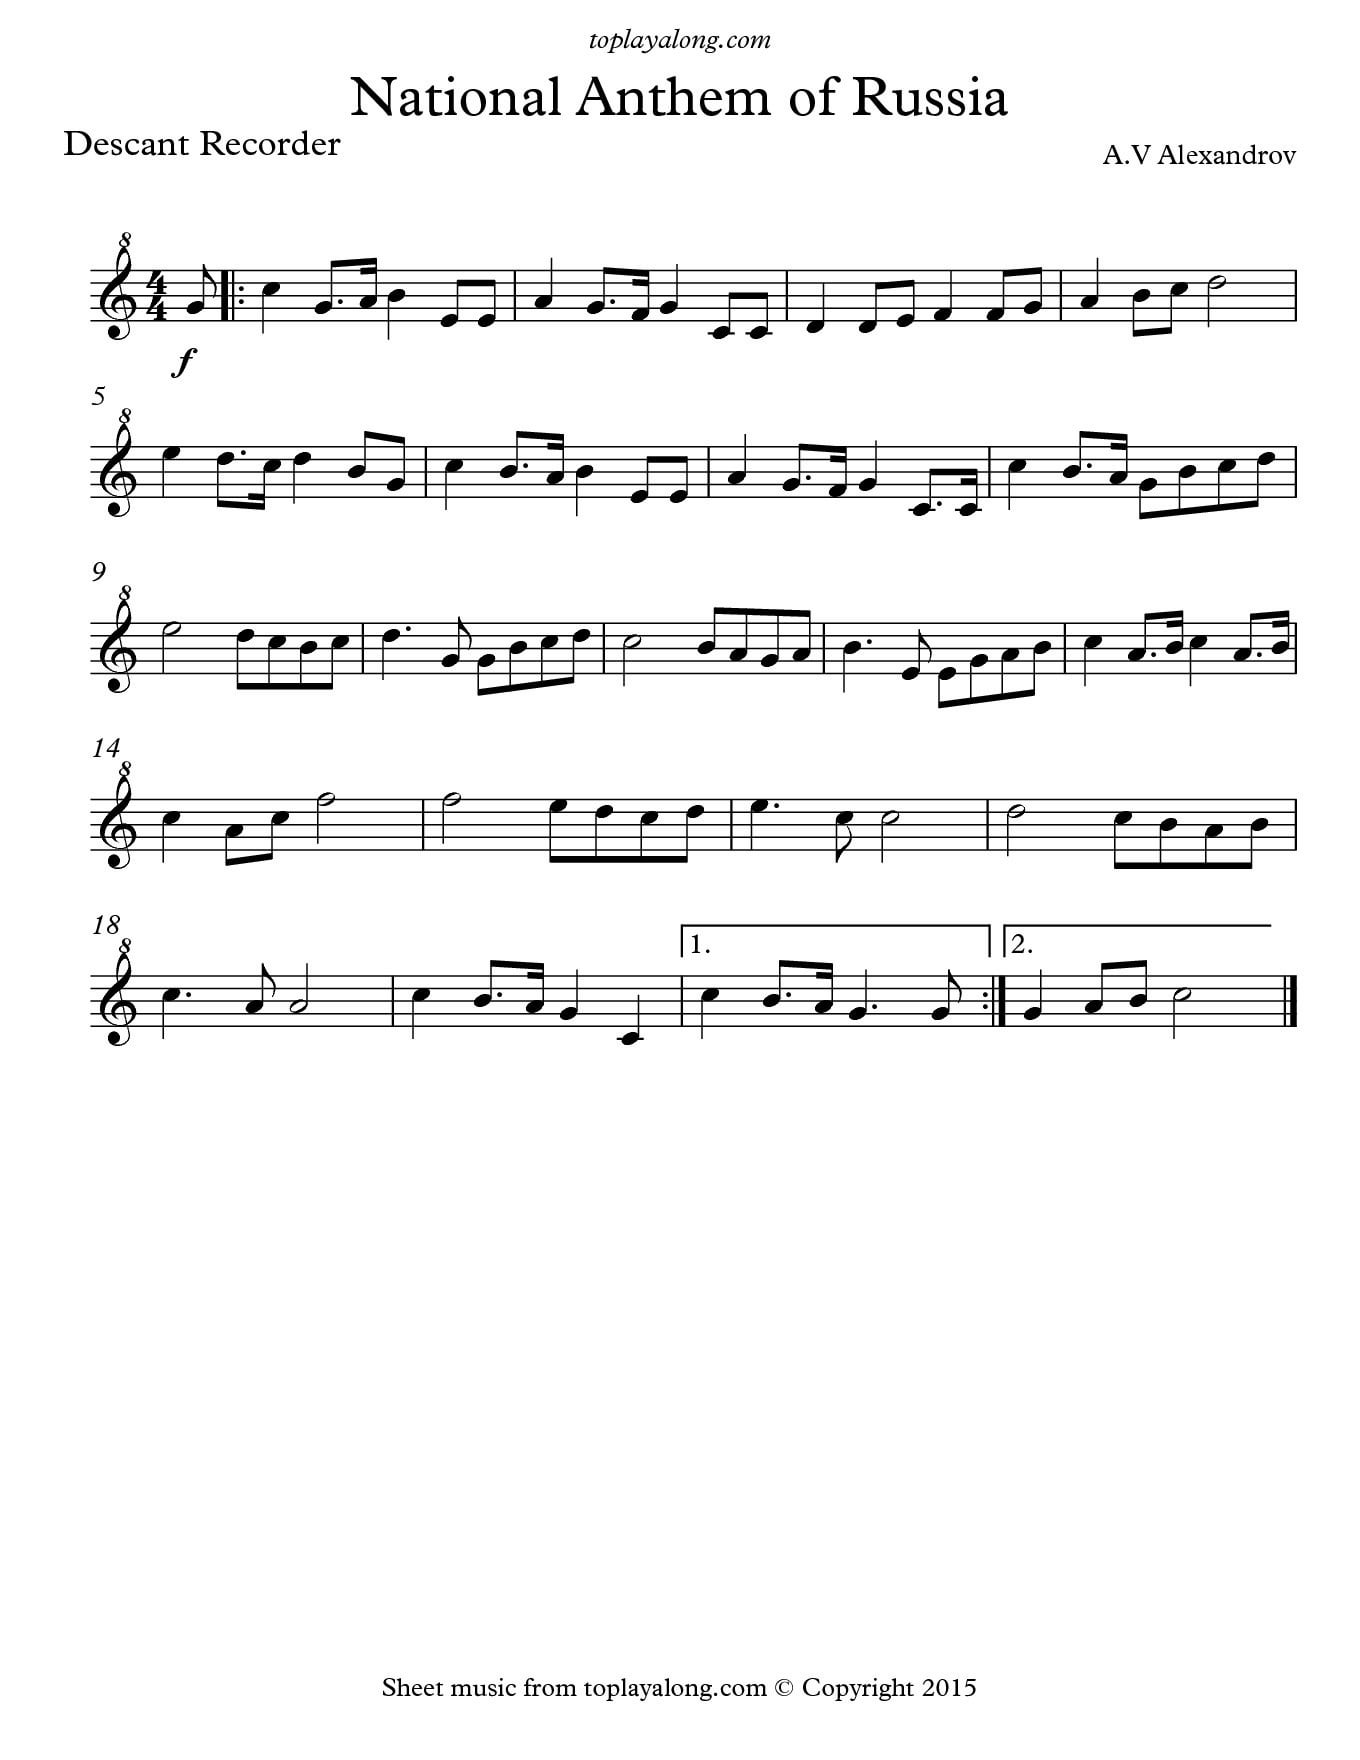 toplayalong.com
National Anthem of Russia
Descant Recorder
A.V Alexandrov
8
4
4
f
5
8
9
8
14
8
18
8
1.
2.
Sheet music from toplayalong.com © Copyright 2015